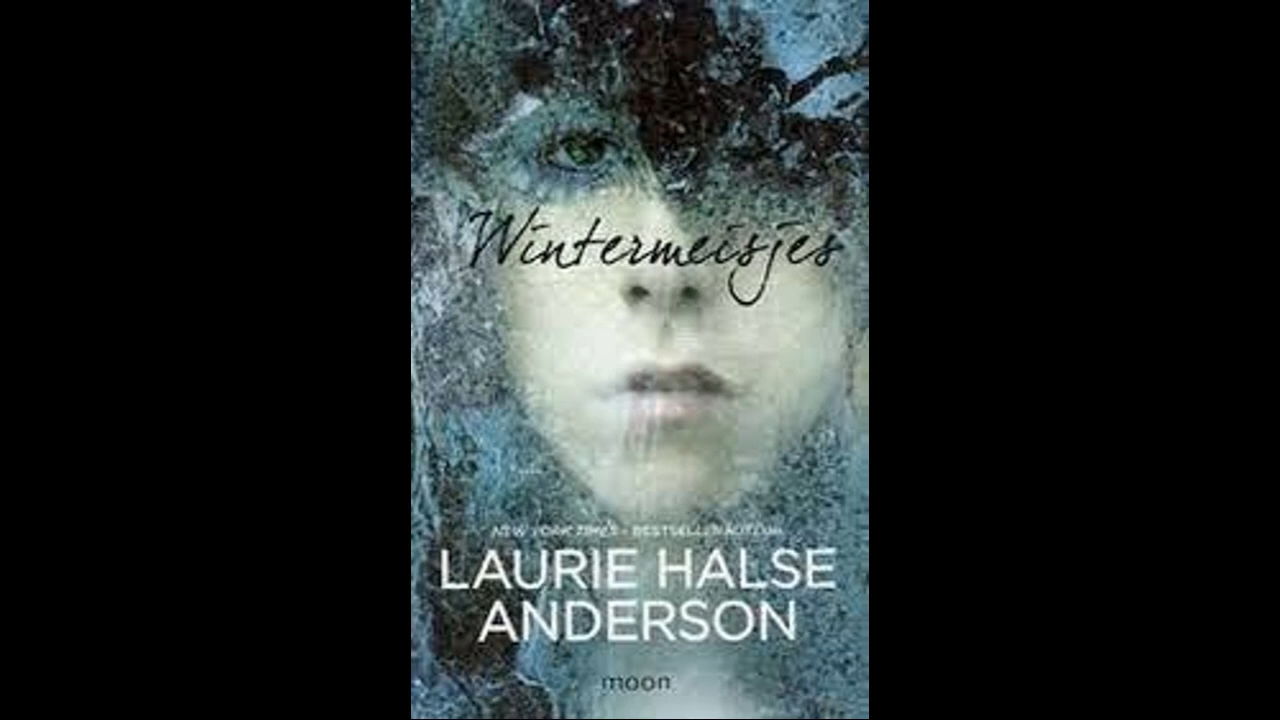 Wintermeisjes
NEW YORK TIMES - BESTSELLERAUTEUR
LAURIE HALSE
ANDERSON
moon